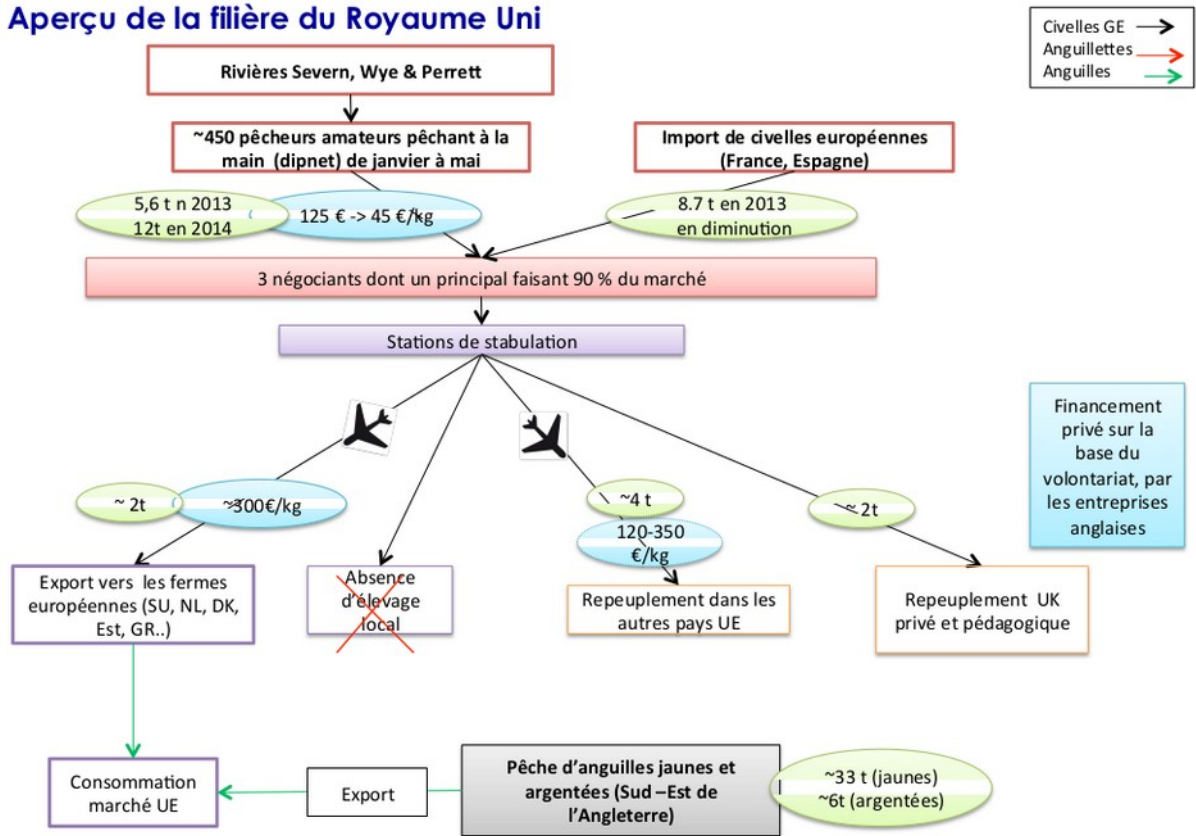 Aperçu de la filière du Royaume Uni
Civelles GE
Anguillettes
Anguilles
Rivières Severn, Wye & Perrett
~450 pêcheurs amateurs pêchant à la
main (dipnet) de janvier à mai
Import de civelles européennes
(France, Espagne)
5,6 t n 2013
12t en 2014
125 € -> 45 €/kg
8.7 t en 2013
en diminution
3 négociants dont un principal faisant 90 % du marché
Stations de stabulation
Financement
privé sur la
base du
volontariat, par
les entreprises
anglaises
~ 2t
~300€/kg
~4 t
120-350
€/kg
~ 2t
Export vers les fermes
européennes (SU, NL, DK,
Est, GR..)
Absence
d'élevage
local
Repeuplement dans les
autres pays UE
Repeuplement UK
privé et pédagogique
Consommation
marché UE
Export
Pêche d'anguilles jaunes et
argentées (Sud –Est de
l'Angleterre)
~33 t (jaunes)
~6t (argentées)